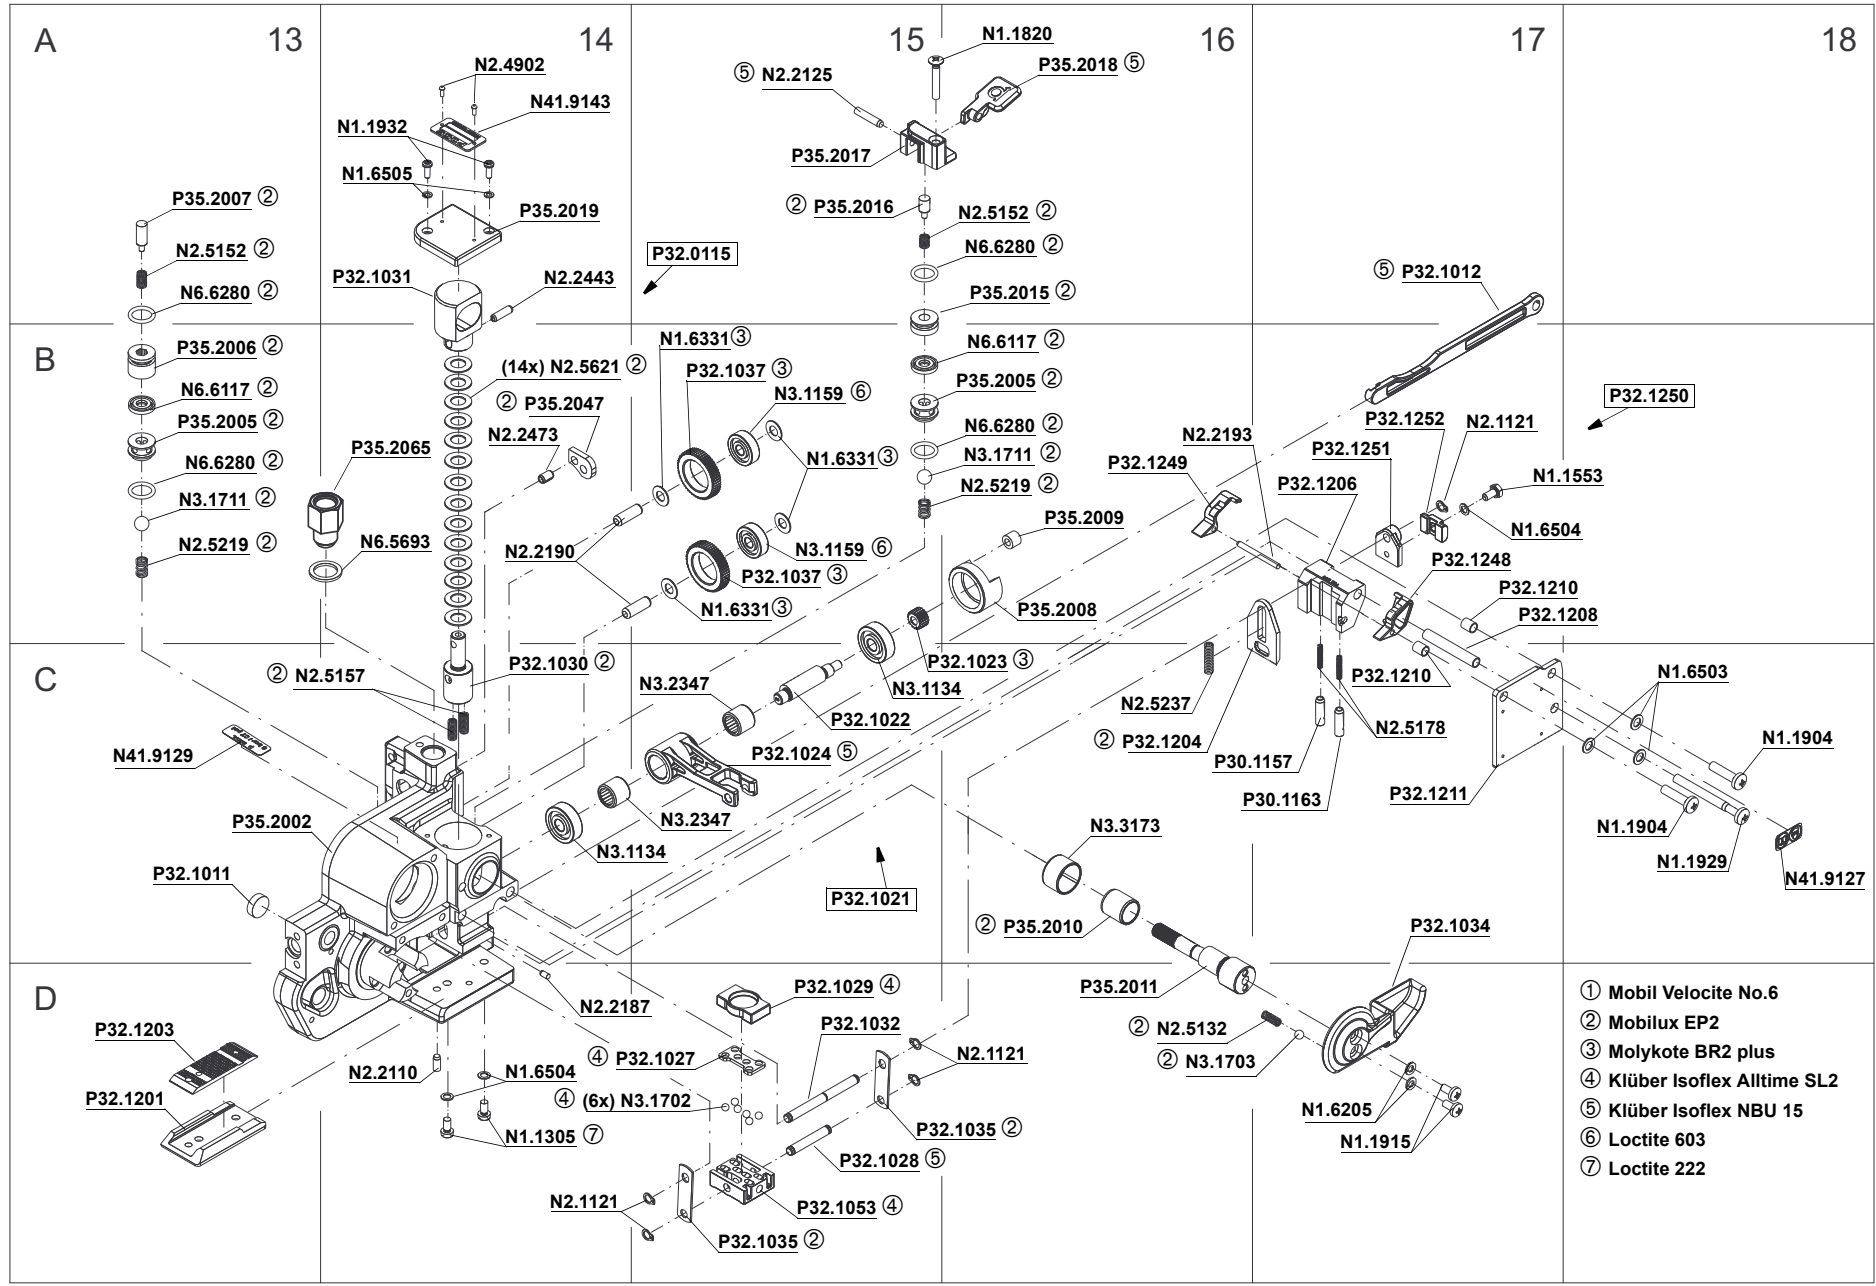 A
13
14
15
16
17
18
N1.1820
N2.4902
⑤ N2.2125
P35.2018 ⑤
N41.9143
N1.1932
P35.2017
N1.6505
P35.2007 ②
P35.2019
② P35.2016
N2.5152 ②
N2.5152 ②
P32.0115
N6.6280 ②
P32.1031
N2.2443
⑤ P32.1012
N6.6280 ②
P35.2015 ②
B
N1.6331 ③
N6.6117 ②
P35.2006 ②
(14x) N2.5621 ②
P32.1037 ③
P35.2005 ②
N6.6117 ②
② P35.2047
N3.1159 ⑥
P32.1250
P35.2005 ②
N2.2473
P32.1252
N2.1121
N2.2193
N6.6280 ②
P35.2065
N1.6331 ③
P32.1251
N6.6280 ②
P32.1249
N3.1711 ②
N1.1553
N3.1711 ②
P32.1206
N2.5219 ②
P35.2009
N1.6504
N2.5219 ②
N6.5693
N2.2190
N3.1159 ⑥
P32.1248
P32.1037 ③
P32.1210
N1.6331 ③
P35.2008
P32.1208
C
② N2.5157
P32.1030 ②
N3.2347
P32.1023 ③
N3.1134
P32.1210
N1.6503
N2.5237
P32.1022
N2.5178
② P32.1204
N1.1904
N41.9129
P32.1024 ⑤
P30.1157
P30.1163
P32.1211
P35.2002
N3.2347
N3.3173
N1.1904
N3.1134
N1.1929
P32.1011
N41.9127
P32.1021
② P35.2010
P32.1034
D
P32.1029 ④
P35.2011
① Mobil Velocite No.6
N2.2187
② Mobilux EP2
P32.1203
P32.1032
② N2.5132
③ Molykote BR2 plus
④ P32.1027
N2.1121
② N3.1703
N2.2110
N1.6504
④ Klüber Isoflex Alltime SL2
P32.1201
④ (6x) N3.1702
⑤ Klüber Isoflex NBU 15
N1.6205
N1.1305 ⑦
P32.1035 ②
N1.1915
⑥ Loctite 603
P32.1028 ⑤
⑦ Loctite 222
N2.1121
P32.1053 ④
P32.1035 ②